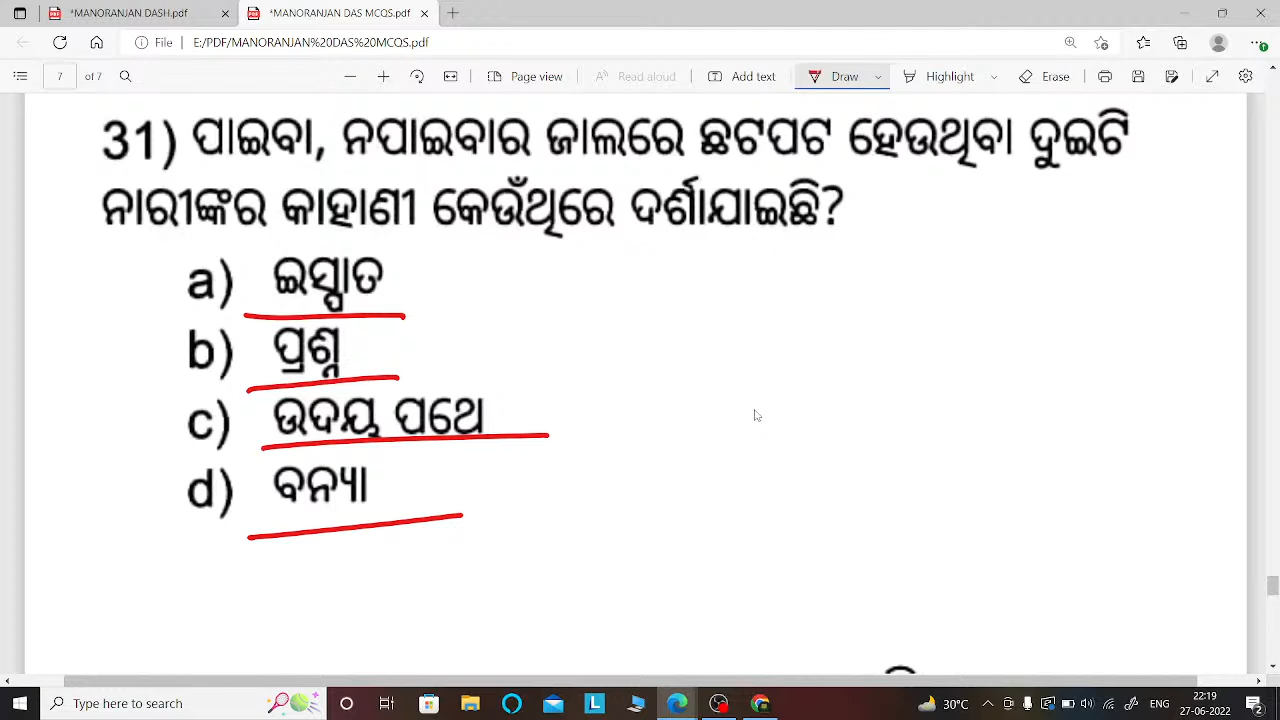 *MANORANJAN DASH.pdf
*MANORANJAN DAS MCQS.pdf
File E:/PDF/MANORANJAN%20DAS%20MCQS.pdf
7 of Page view Read aloud Add text Draw Highlight Erase
31) ପାଇବା, ନପାଇବାର ଜାଲରେ ଛଟପଟ ହେଉଥିବା ଦୁଇଟି
ନାରୀଙ୍କର କାହାଣୀ କେଉଁଥିରେ ଦର୍ଶାଯାଇଛି?
a) ଇସ୍ପାତ
b) ପ୍ରଶ୍ନ
c) ଉଦୟ ପଥେ
d) ବନ୍ୟା
Type here to search 30°C ENG 22:19
27-06-2022